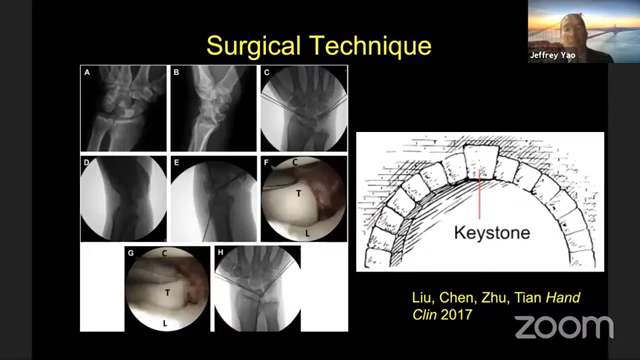 Surgical Technique
Jeffrey Yao
A
B
C
D
E
F
C
T
L
G
C
T
L
H
Keystone
Liu, Chen, Zhu, Tian Hand
Clin 2017
zoom